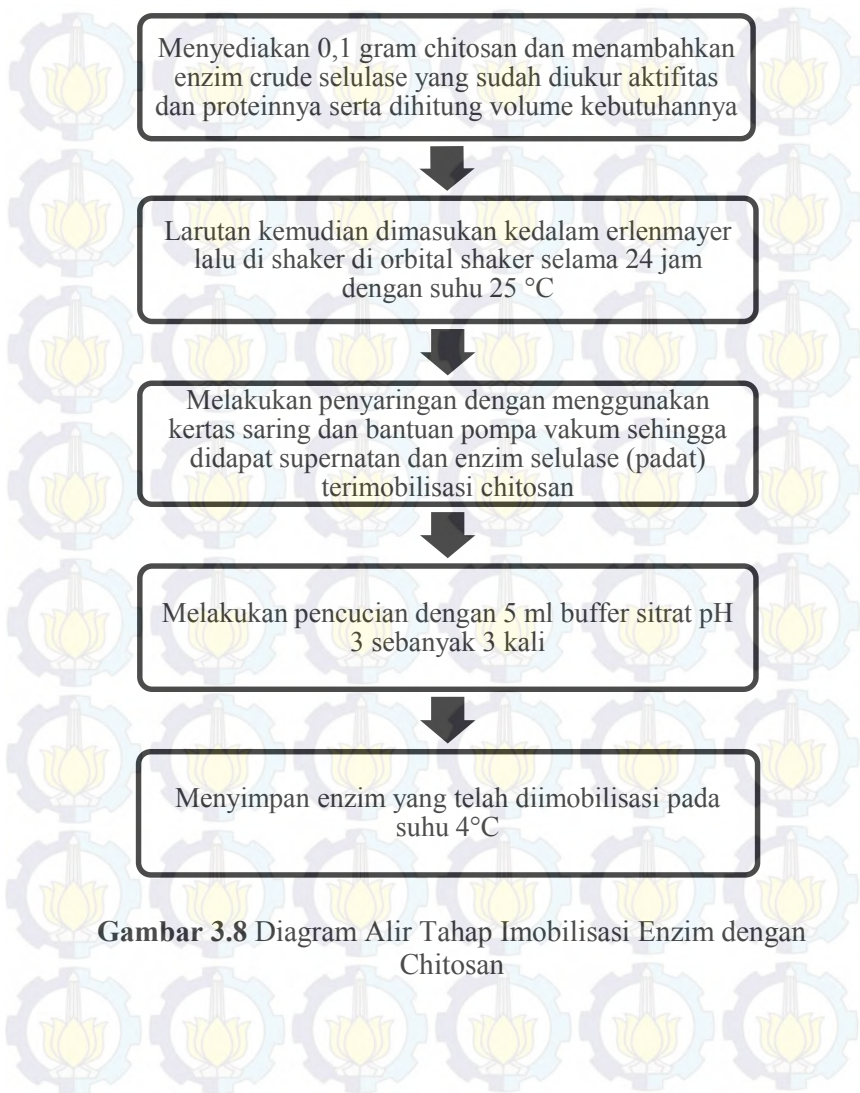 Menyediakan 0,1 gram chitosan dan menambahkan
enzim crude selulase yang sudah diukur aktifitas
dan proteinnya serta dihitung volume kebutuhannya
Larutan kemudian dimasukan kedalam erlenmayer
lalu di shaker di orbital shaker selama 24 jam
dengan suhu 25 °C
Melakukan penyaringan dengan menggunakan
kertas saring dan bantuan pompa vakum sehingga
didapat supernatan dan enzim selulase (padat)
terimobilisasi chitosan
Melakukan pencucian dengan 5 ml buffer sitrat pH
3 sebanyak 3 kali
Menyimpan enzim yang telah diimobilisasi pada
suhu 4°C
Gambar 3.8 Diagram Alir Tahap Imobilisasi Enzim dengan
Chitosan